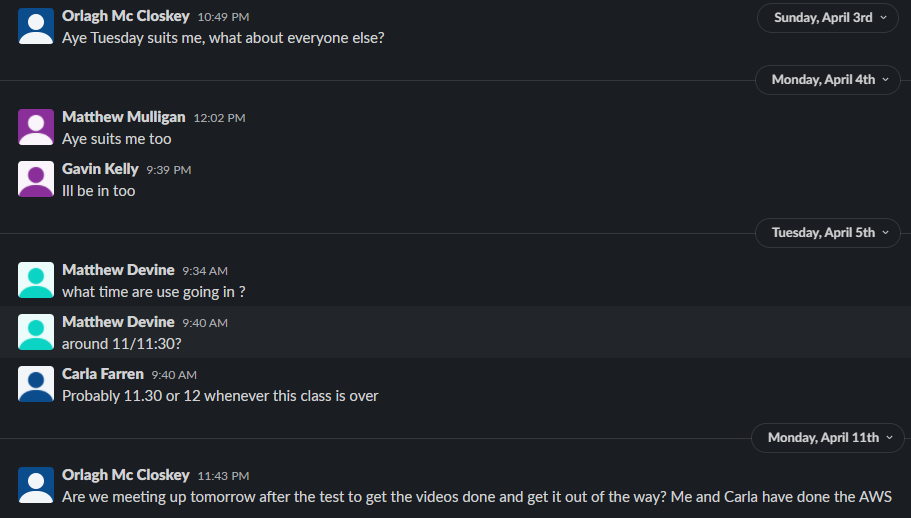 Orlagh Mc Closkey 10:49 PM
Sunday, April 3rd
Aye Tuesday suits me, what about everyone else?
Monday, April 4th
Matthew Mulligan 12:02 PM
Aye suits me too
Gavin Kelly 9:39 PM
Ill be in too
Tuesday, April 5th
Matthew Devine 9:34 AM
what time are use going in ?
Matthew Devine 9:40 AM
around 11/11:30?
Carla Farren 9:40 AM
Probably 11.30 or 12 whenever this class is over
Monday, April 11th
Orlagh Mc Closkey 11:43 PM
Are we meeting up tomorrow after the test to get the videos done and get it out of the way? Me and Carla have done the AWS